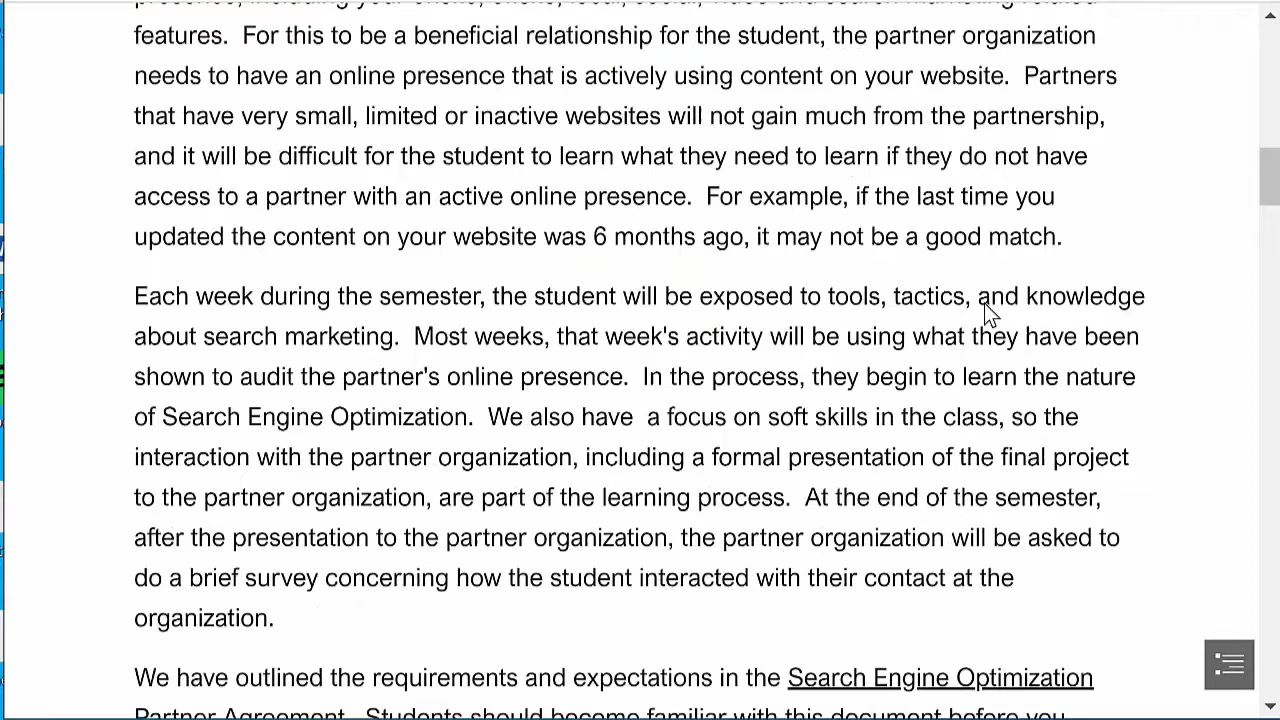 features.  For this to be a beneficial relationship for the student, the partner organization
needs to have an online presence that is actively using content on your website.  Partners
that have very small, limited or inactive websites will not gain much from the partnership,
and it will be difficult for the student to learn what they need to learn if they do not have
access to a partner with an active online presence.  For example, if the last time you
updated the content on your website was 6 months ago, it may not be a good match.
Each week during the semester, the student will be exposed to tools, tactics, and knowledge
about search marketing.  Most weeks, that week's activity will be using what they have been
shown to audit the partner's online presence.  In the process, they begin to learn the nature
of Search Engine Optimization.  We also have  a focus on soft skills in the class, so the
interaction with the partner organization, including a formal presentation of the final project
to the partner organization, are part of the learning process.  At the end of the semester,
after the presentation to the partner organization, the partner organization will be asked to
do a brief survey concerning how the student interacted with their contact at the
organization.
We have outlined the requirements and expectations in the Search Engine Optimization
Partner Agreement.  Students should become familiar with this document before you